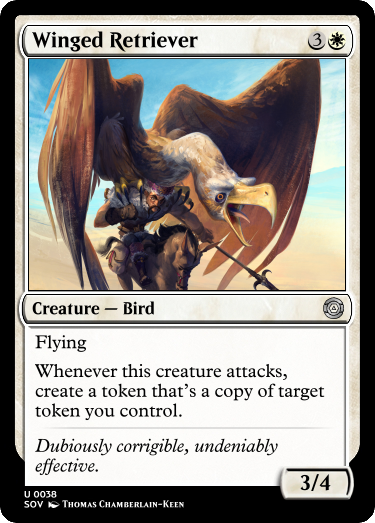 Winged Retriever 3
Creature — Bird
Flying
Whenever this creature attacks,
create a token that's a copy of target
token you control.
Dubiously corrigible, undeniably
effective.
3/4
U 0038
SOV Thomas Chamberlain-Keen